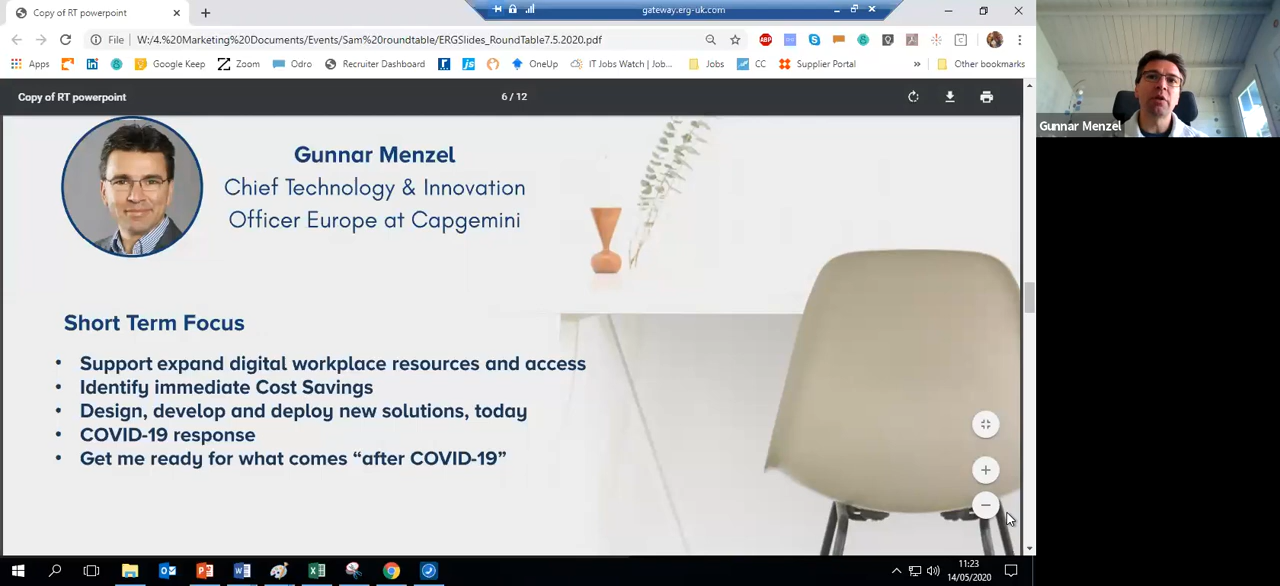 Copy of RT powerpoint
gateway.erg-uk.com
File
W:/4.%20Marketing%20Documents/Events/Sam%20roundtable/ERGSlides_RoundTable7.5.2020.pdf
Apps
Google Keep
Zoom
Odro
Recruiter Dashboard
OneUp
IT Jobs Watch | Job...
Jobs
CC
Supplier Portal
»
Other bookmarks
Copy of RT powerpoint
6 / 12
Gunnar Menzel
Gunnar Menzel
Chief Technology & Innovation
Officer Europe at Capgemini
Short Term Focus
• Support expand digital workplace resources and access
• Identify immediate Cost Savings
• Design, develop and deploy new solutions, today
• COVID-19 response
• Get me ready for what comes “after COVID-19”
11:23
14/05/2020